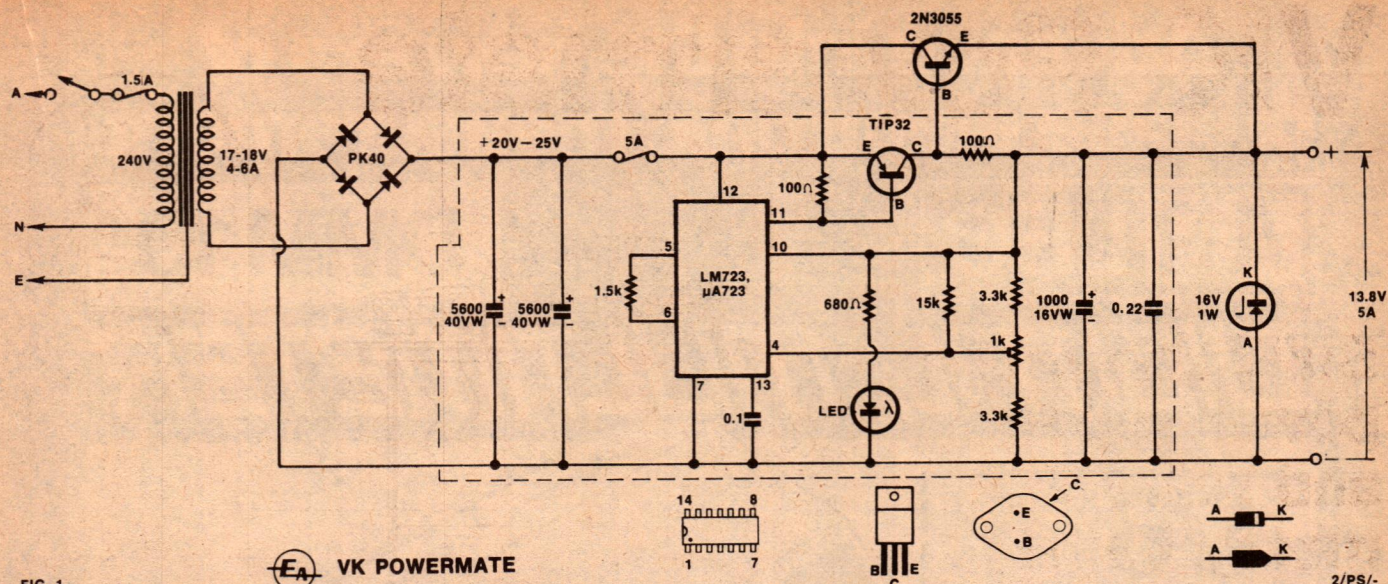 2N3055
C
E
B
1.5A
A
240V
17-18V
4-6A
N
E
PK40
+20V-25V
5A
TIP32
E
C
B
100Ω
100Ω
12
11
10
5
6
4
7
13
LM723,
μA723
1.5k
5600
40VW
+
-
5600
40VW
+
-
0.1
680Ω
15k
3.3k
1k
3.3k
LED
λ
1000
16VW
+
-
0.22
16V
1W
K
A
+
13.8V
5A
14
8
1
7
B
C
E
E
B
C
A
K
A
K
EA
VK POWERMATE
FIG. 1
2/PS/-